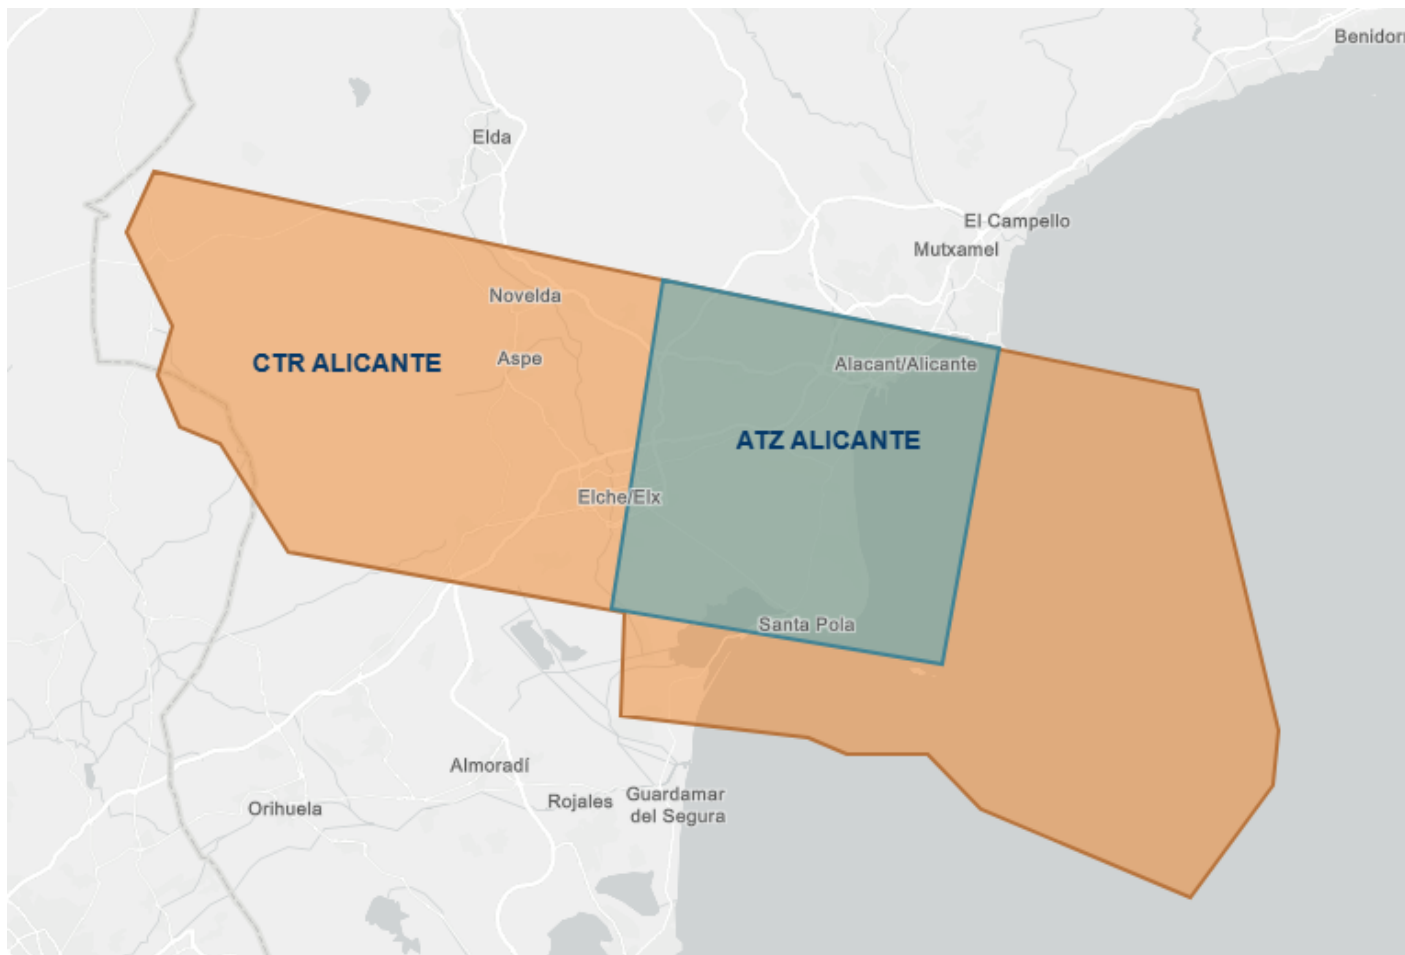 Benidorm
Elda
El Campello
Mutxamel
Novelda
Aspe
CTR ALICANTE
Alacant/Alicante
ATZ ALICANTE
Elche/Elx
Santa Pola
Almoradí
Rojales
Guardamar
del Segura
Orihuela